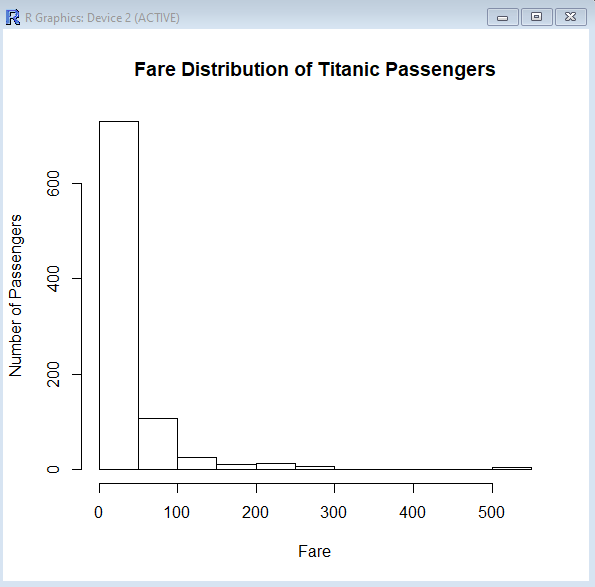 R Graphics: Device 2 (ACTIVE)
Fare Distribution of Titanic Passengers
Number of Passengers
600
400
200
0
0 100 200 300 400 500
Fare